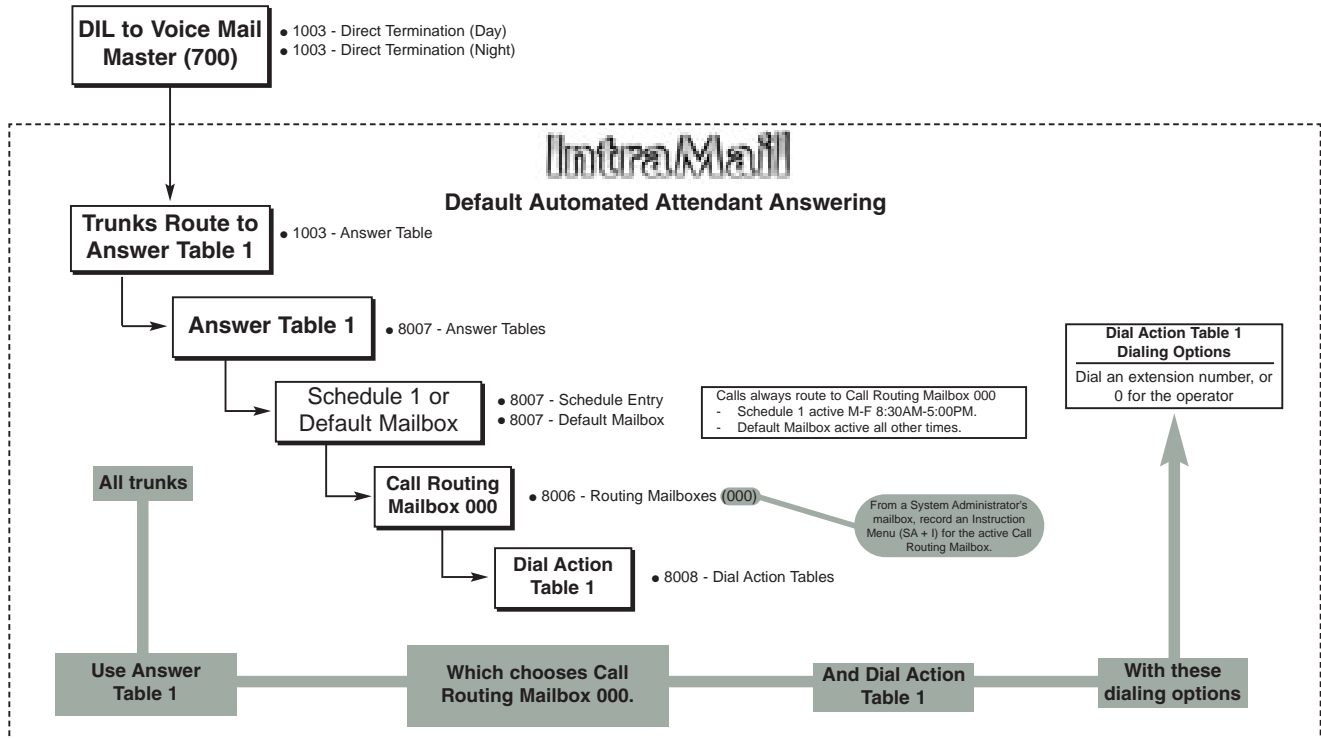 DIL to Voice Mail
Master (700)
● 1003 - Direct Termination (Day)
● 1003 - Direct Termination (Night)
IntraMail
Default Automated Attendant Answering
Trunks Route to
Answer Table 1
● 1003 - Answer Table
Answer Table 1
● 8007 - Answer Tables
Schedule 1 or
Default Mailbox
● 8007 - Schedule Entry
● 8007 - Default Mailbox
Calls always route to Call Routing Mailbox 000
- Schedule 1 active M-F 8:30AM-5:00PM.
- Default Mailbox active all other times.
Dial Action Table 1
Dialing Options
Dial an extension number, or
0 for the operator
Call Routing
Mailbox 000
● 8006 - Routing Mailboxes (000)
From a System Administrator's
mailbox, record an Instruction
Menu (SA + I) for the active Call
Routing Mailbox.
Dial Action
Table 1
● 8008 - Dial Action Tables
All trunks
Use Answer
Table 1
Which chooses Call
Routing Mailbox 000.
And Dial Action
Table 1
With these
dialing options